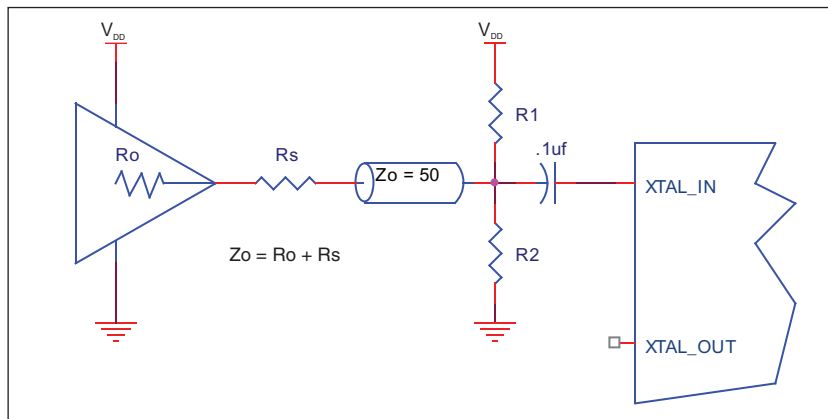 VDD
VDD
R1
.1uf
Ro
Rs
Zo = 50
XTAL_IN
Zo = Ro + Rs
R2
XTAL_OUT